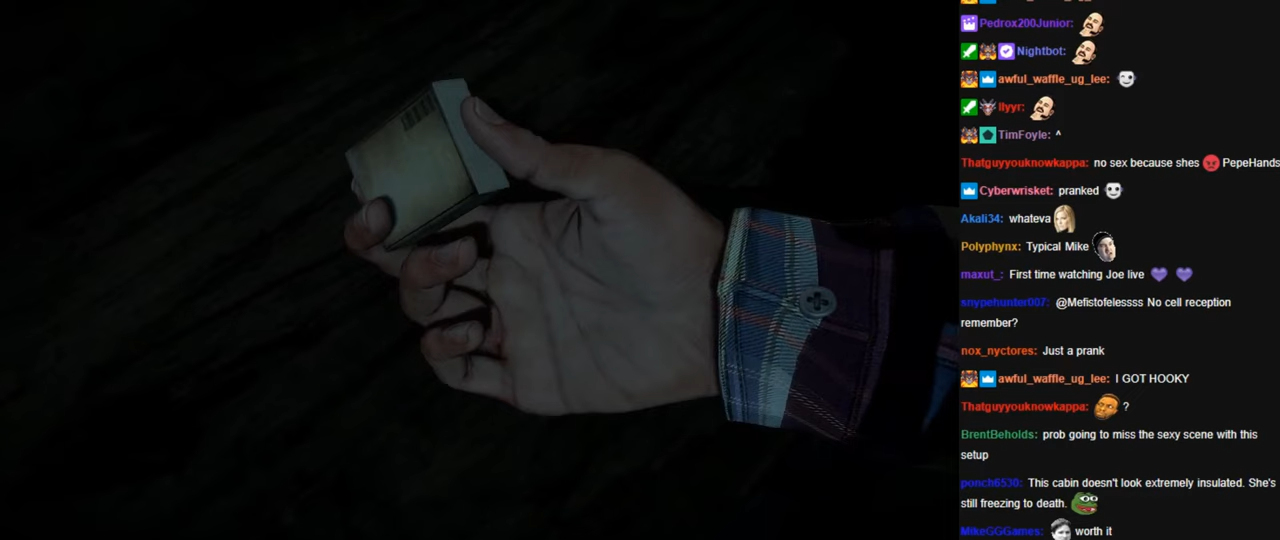 Pedrox200Junior:
Nightbot:
awful_waffle_ug_lee:
llyyr:
TimFoyle: ^
Thatguyyouknowkappa: no sex because shes PepeHands
Cyberwrisket: pranked
Akali34: whateva
Polyphynx: Typical Mike
maxut_: First time watching Joe live
snypehunter007: @Mefistofelessss No cell reception
remember?
nox_nyctores: Just a prank
awful_waffle_ug_lee: I GOT HOOKY
Thatguyyouknowkappa: ?
BrentBeholds: prob going to miss the sexy scene with this
setup
ponch6530: This cabin doesn't look extremely insulated. She's
still freezing to death.
MikeGGGames: worth it